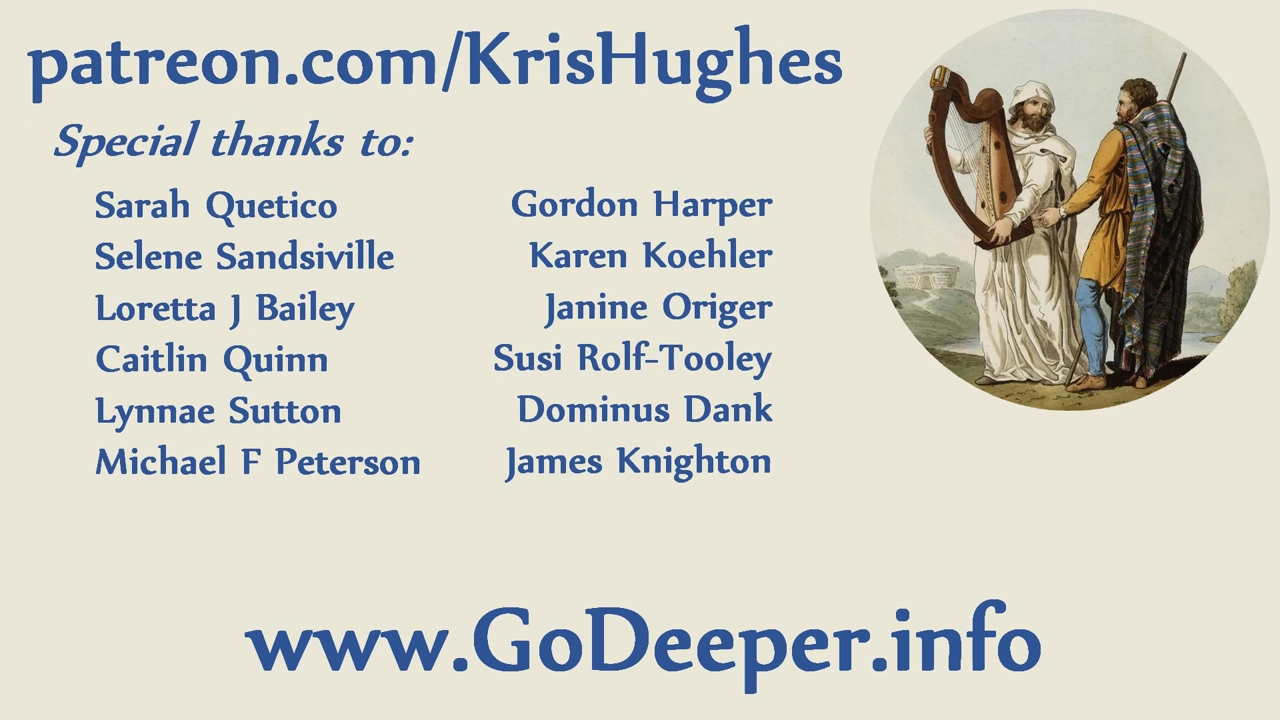 patreon.com/KrisHughes
Special thanks to:
Sarah Quetico
Selene Sandsiville
Loretta J Bailey
Caitlin Quinn
Lynnae Sutton
Michael F Peterson
Gordon Harper
Karen Koehler
Janine Origer
Susi Rolf-Tooley
Dominus Dank
James Knighton
www.GoDeeper.info